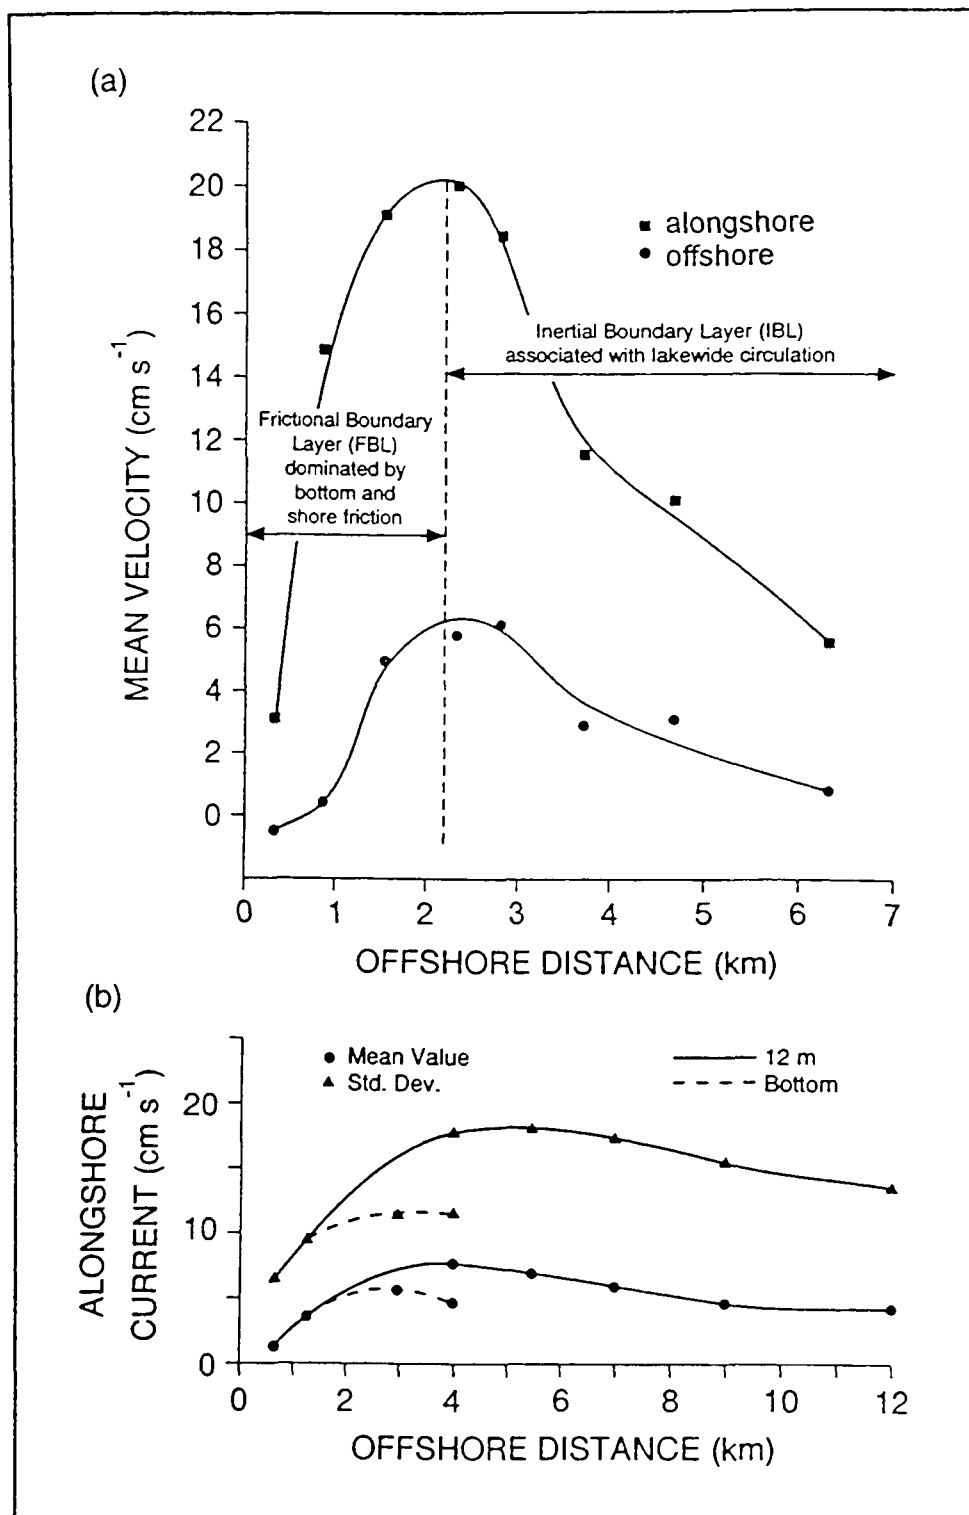 (a)
22
20
18
16
14
12
10
8
6
4
2
0
MEAN VELOCITY (cm s⁻¹)
■ alongshore
● offshore
Inertial Boundary Layer (IBL)
associated with lakewide circulation
Frictional Boundary
Layer (FBL)
dominated by
bottom and
shore friction
0 1 2 3 4 5 6 7
OFFSHORE DISTANCE (km)
(b)
● Mean Value
▲ Std. Dev.
12 m
Bottom
20
10
0
ALONGSHORE
CURRENT (cm s⁻¹)
0 2 4 6 8 10 12
OFFSHORE DISTANCE (km)